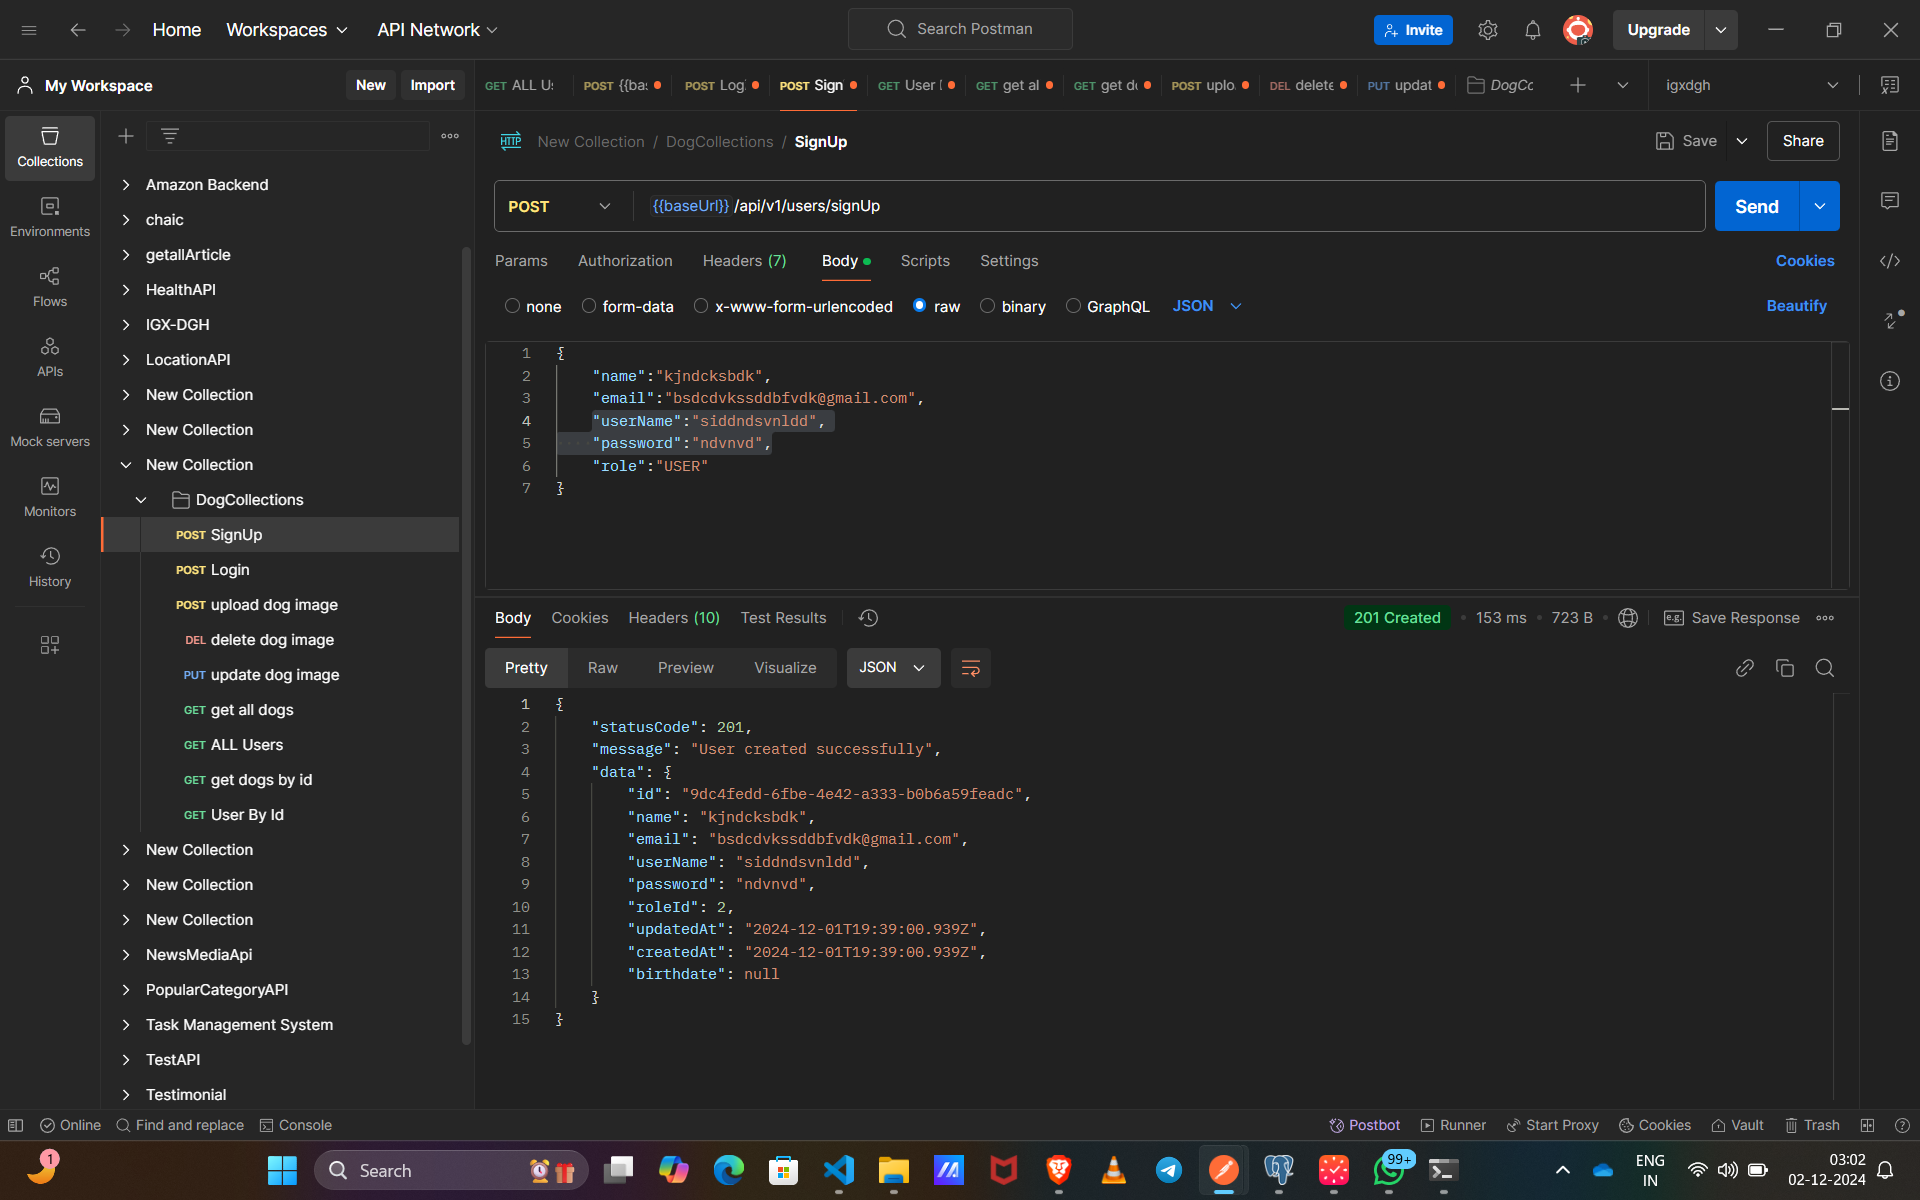 Home Workspaces API Network Search Postman Invite Upgrade
My Workspace New Import
GET ALL Us POST {{bas POST Log POST Sign GET User D GET get al GET get do POST uplo DEL delete PUT updat DogCo igxdgh
Collections
Environments
Flows
APIs
Mock servers
Monitors
History
Amazon Backend
chaic
getallArticle
HealthAPI
IGX-DGH
LocationAPI
New Collection
New Collection
New Collection
DogCollections
POST SignUp
POST Login
POST upload dog image
DEL delete dog image
PUT update dog image
GET get all dogs
GET ALL Users
GET get dogs by id
GET User By Id
New Collection
New Collection
New Collection
NewsMediaApi
PopularCategoryAPI
Task Management System
TestAPI
Testimonial
HTTP New Collection / DogCollections / SignUp Save Share
POST {{baseUrl}} /api/v1/users/signUp Send
Params Authorization Headers (7) Body Scripts Settings Cookies
none form-data x-www-form-urlencoded raw binary GraphQL JSON Beautify
1 {
2 "name":"kjndcksbdk",
3 "email":"bsdcdvkssddbfvdk@gmail.com",
4 "userName":"siddndsvnldd",
5 "password":"ndvnvd",
6 "role":"USER"
7 }
Body Cookies Headers (10) Test Results 201 Created 153 ms 723 B e.g. Save Response
Pretty Raw Preview Visualize JSON
1 {
2 "statusCode": 201,
3 "message": "User created successfully",
4 "data": {
5 "id": "9dc4fedd-6fbe-4e42-a333-b0b6a59feadc",
6 "name": "kjndcksbdk",
7 "email": "bsdcdvkssddbfvdk@gmail.com",
8 "userName": "siddndsvnldd",
9 "password": "ndvnvd",
10 "roleId": 2,
11 "updatedAt": "2024-12-01T19:39:00.939Z",
12 "createdAt": "2024-12-01T19:39:00.939Z",
13 "birthdate": null
14 }
15 }
Online Find and replace Console Postbot Runner Start Proxy Cookies Vault Trash
1 Search 99+ ENG IN 03:02 02-12-2024